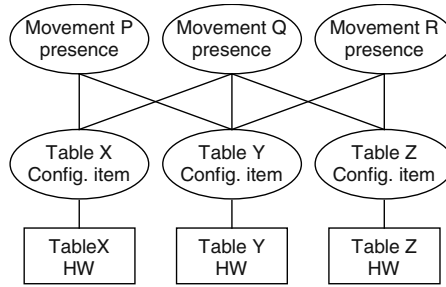 Movement P
presence
Movement Q
presence
Movement R
presence
Table X
Config. item
Table Y
Config. item
Table Z
Config. item
TableX
HW
Table Y
HW
Table Z
HW